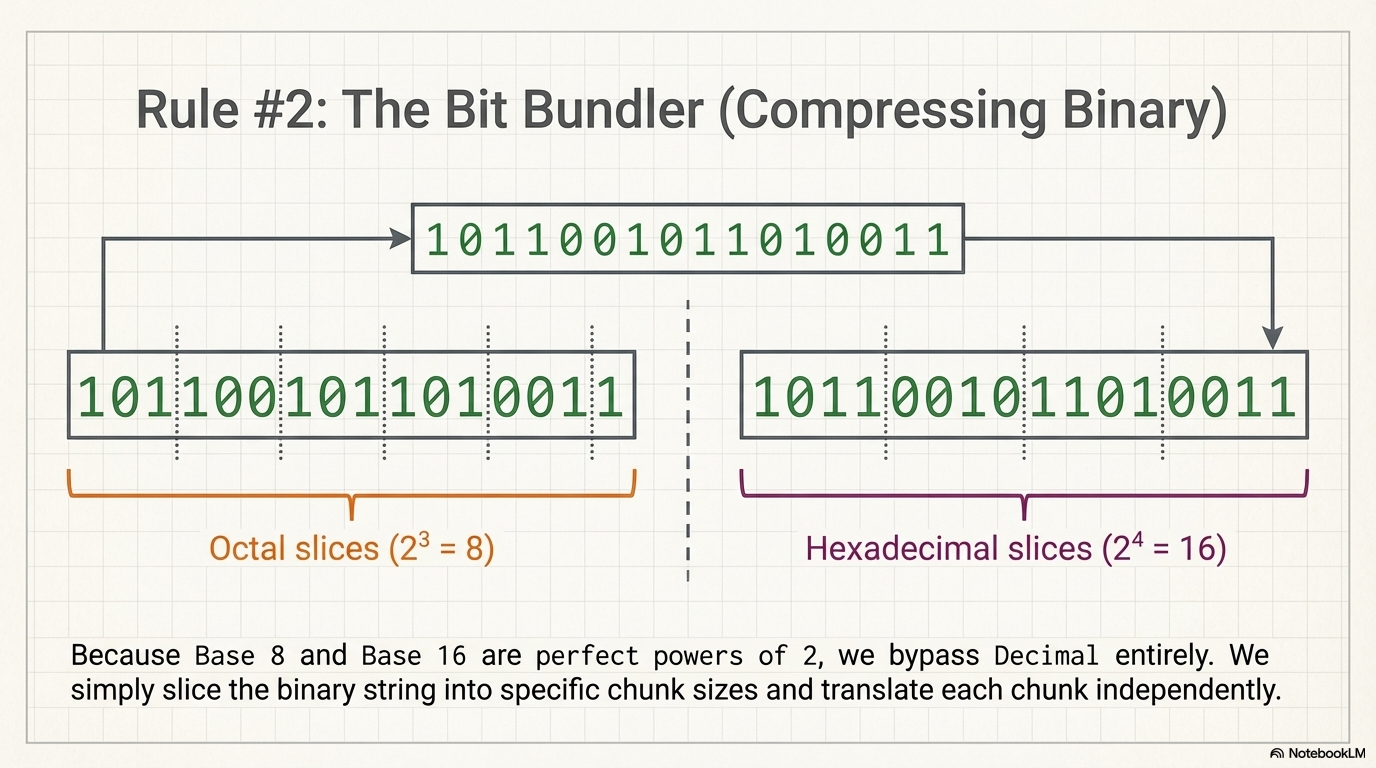 Rule #2: The Bit Bundler (Compressing Binary)
1011001011010011
1011001011010011
1011001011010011
Octal slices (2³ = 8)
Hexadecimal slices (2⁴ = 16)
Because Base 8 and Base 16 are perfect powers of 2, we bypass Decimal entirely. We
simply slice the binary string into specific chunk sizes and translate each chunk independently.
NotebookLM